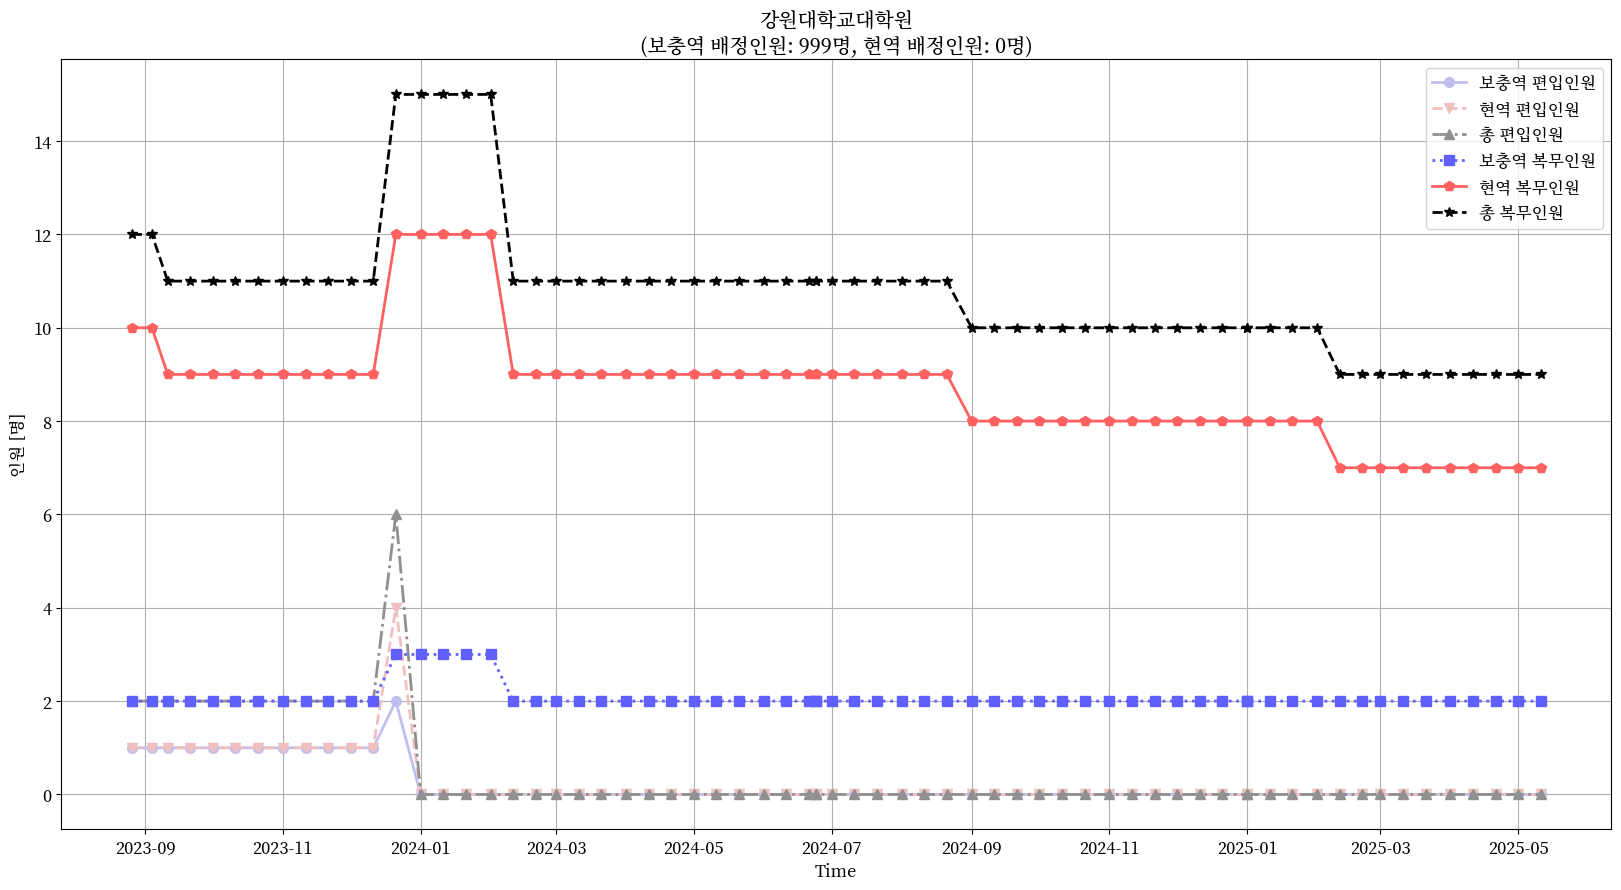 강원대학교대학원
(보충역 배정인원: 999명, 현역 배정인원: 0명)
보충역 편입인원
현역 편입인원
총 편입인원
보충역 복무인원
현역 복무인원
총 복무인원
인원 [명]
14
12
10
8
6
4
2
0
2023-09
2023-11
2024-01
2024-03
2024-05
2024-07
2024-09
2024-11
2025-01
2025-03
2025-05
Time